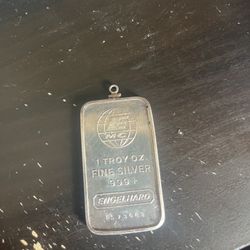 1 TROY OZ.
FINE SILVER
999+
ENGELHARD